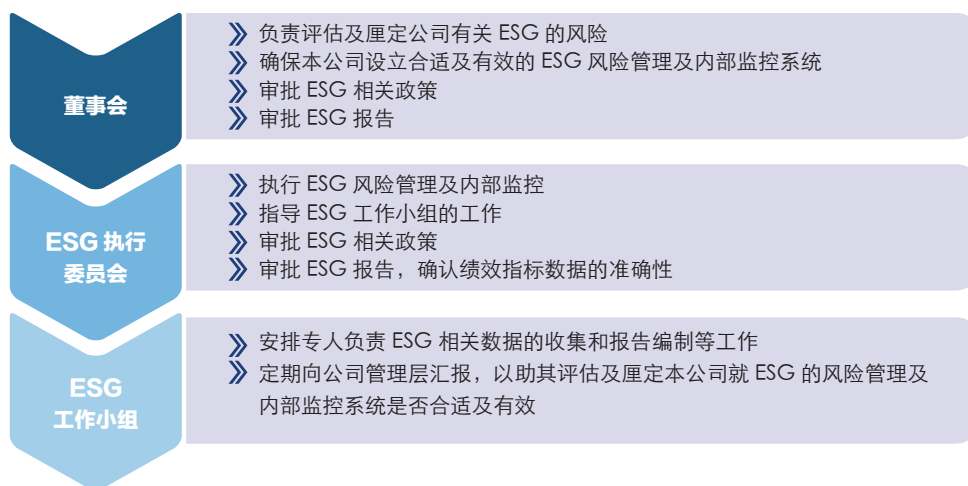 董事会
负责评估及厘定公司有关 ESG 的风险
确保本公司设立合适及有效的 ESG 风险管理及内部监控系统
审批 ESG 相关政策
审批 ESG 报告
ESG 执行
委员会
执行 ESG 风险管理及内部监控
指导 ESG 工作小组的工作
审批 ESG 相关政策
审批 ESG 报告，确认绩效指标数据的准确性
ESG
工作小组
安排专人负责 ESG 相关数据的收集和报告编制等工作
定期向公司管理层汇报，以助其评估及厘定本公司就 ESG 的风险管理及
内部监控系统是否合适及有效